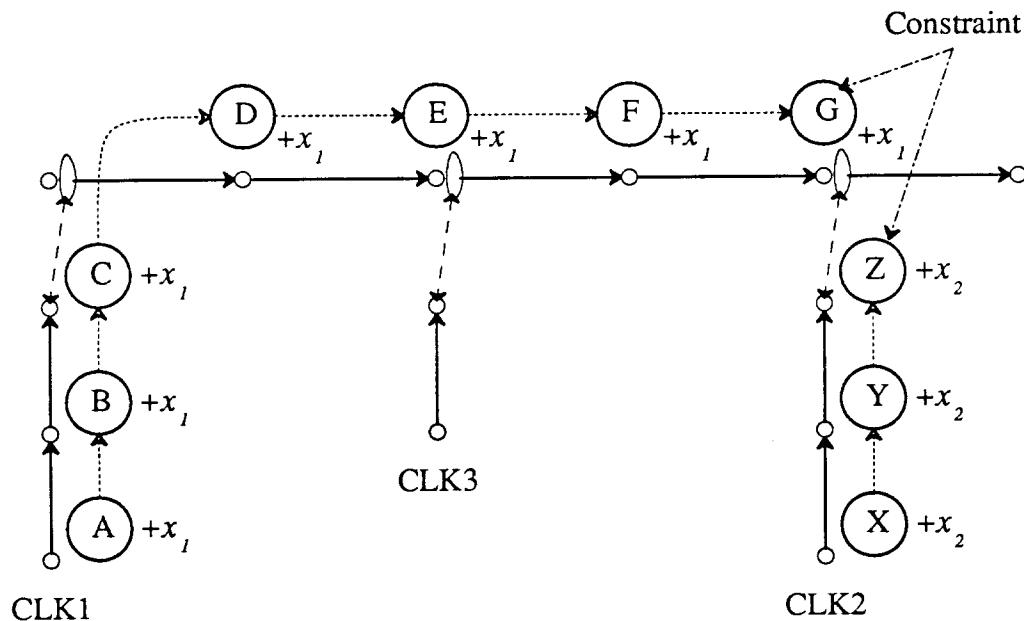 Constraint
D
+x₁
E
+x₁
F
+x₁
G
+x₁
C +x₁
Z +x₂
B +x₁
Y +x₂
CLK3
A +x₁
X +x₂
CLK1
CLK2